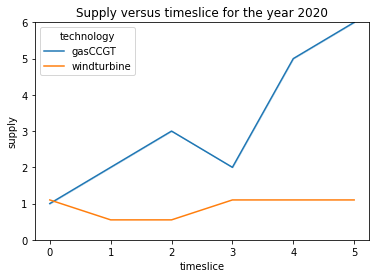 Supply versus timeslice for the year 2020
technology
gasCCGT
windturbine
supply
6
5
4
3
2
1
0
0 1 2 3 4 5
timeslice